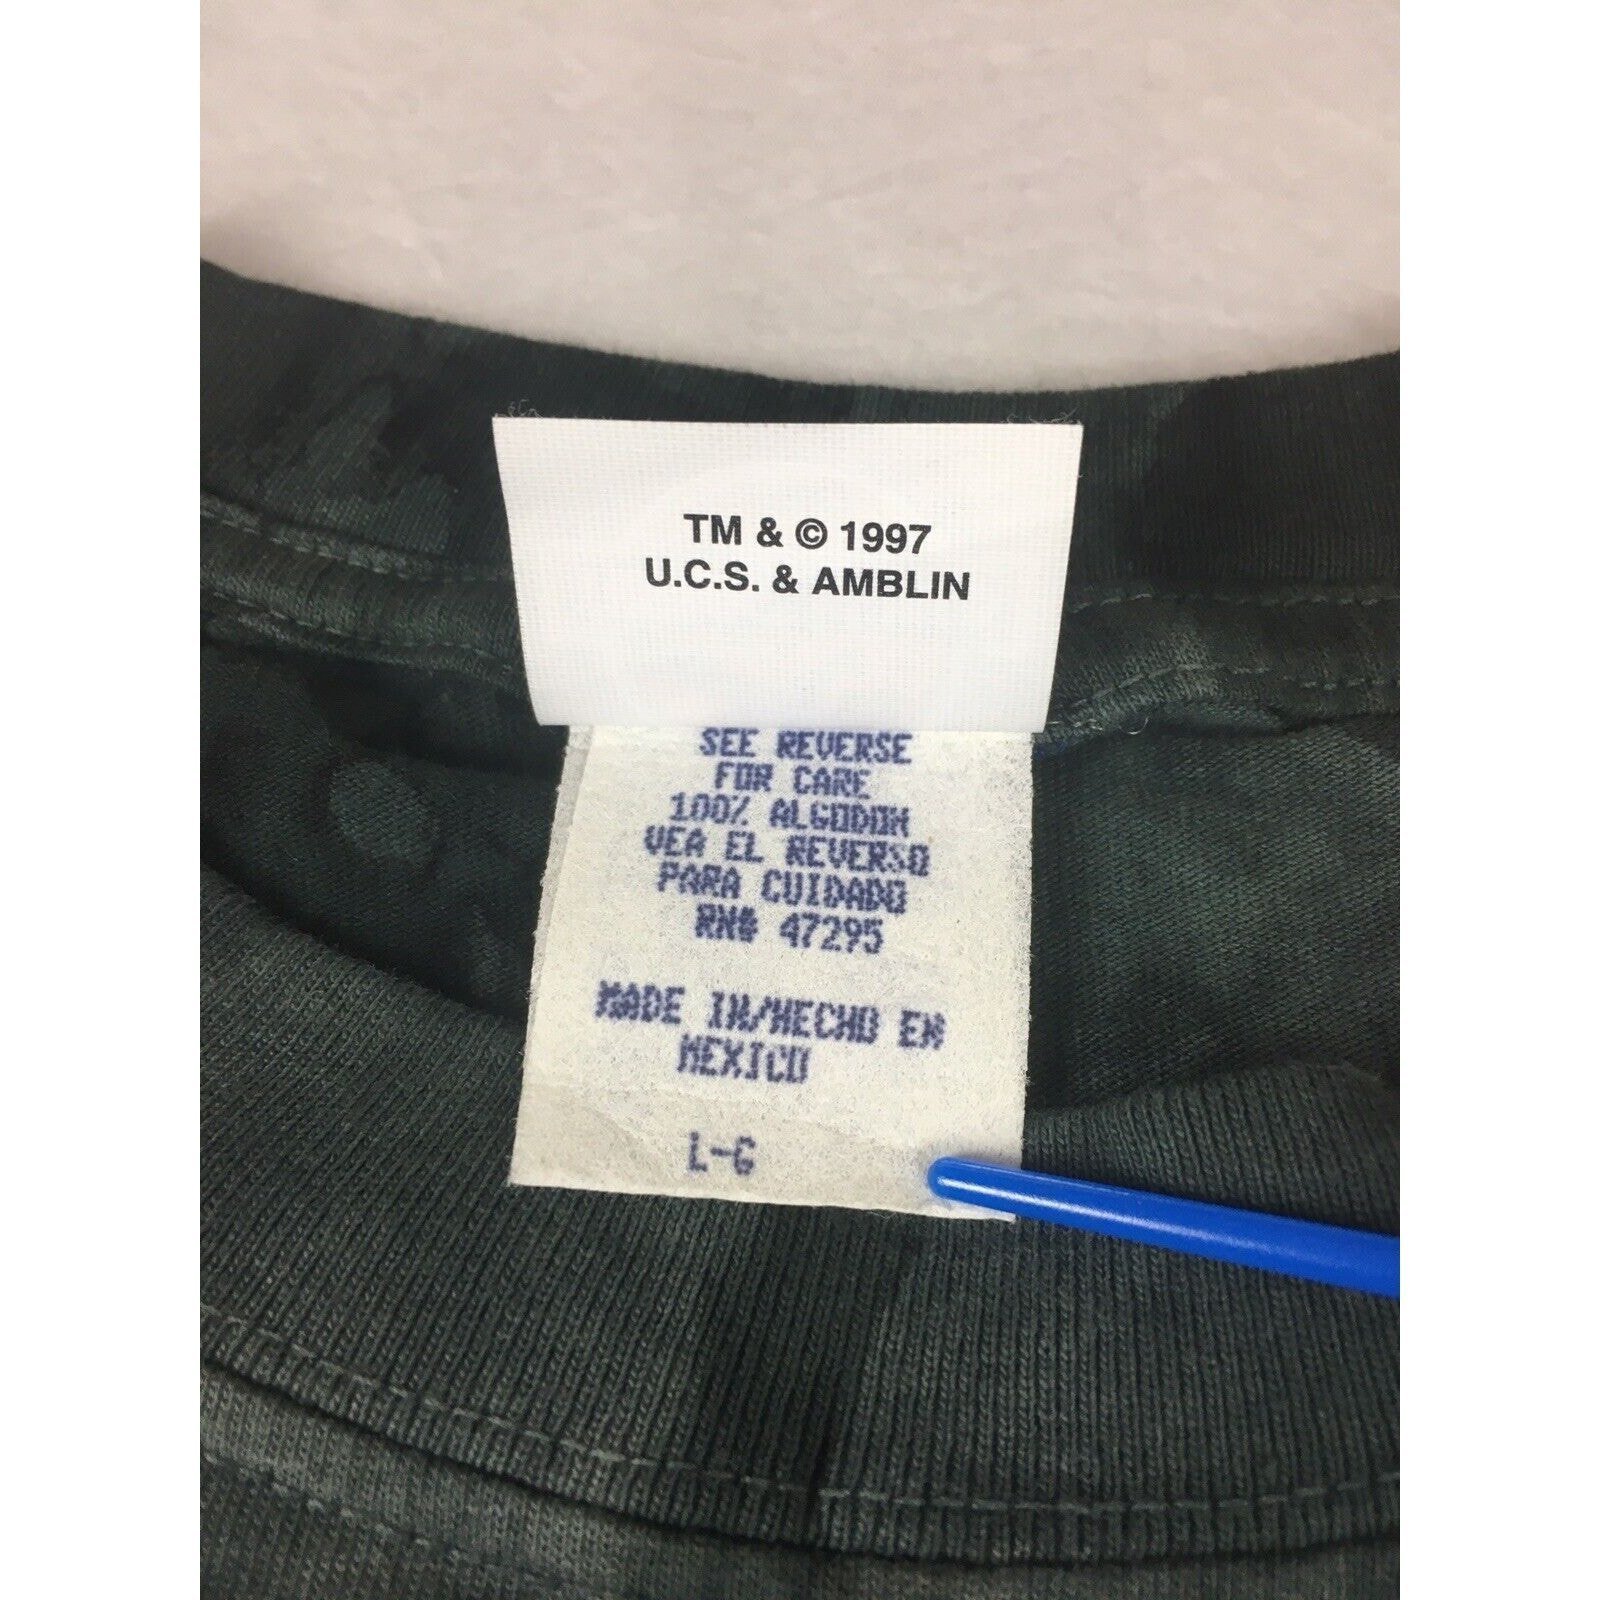 TM & © 1997
U.C.S. & AMBLIN
SEE REVERSE
FOR CARE
100% ALGODON
VEA EL REVERSO
PARA CUIDADO
RN# 47295
MADE IN/HECHO EN
MEXICO
L-G